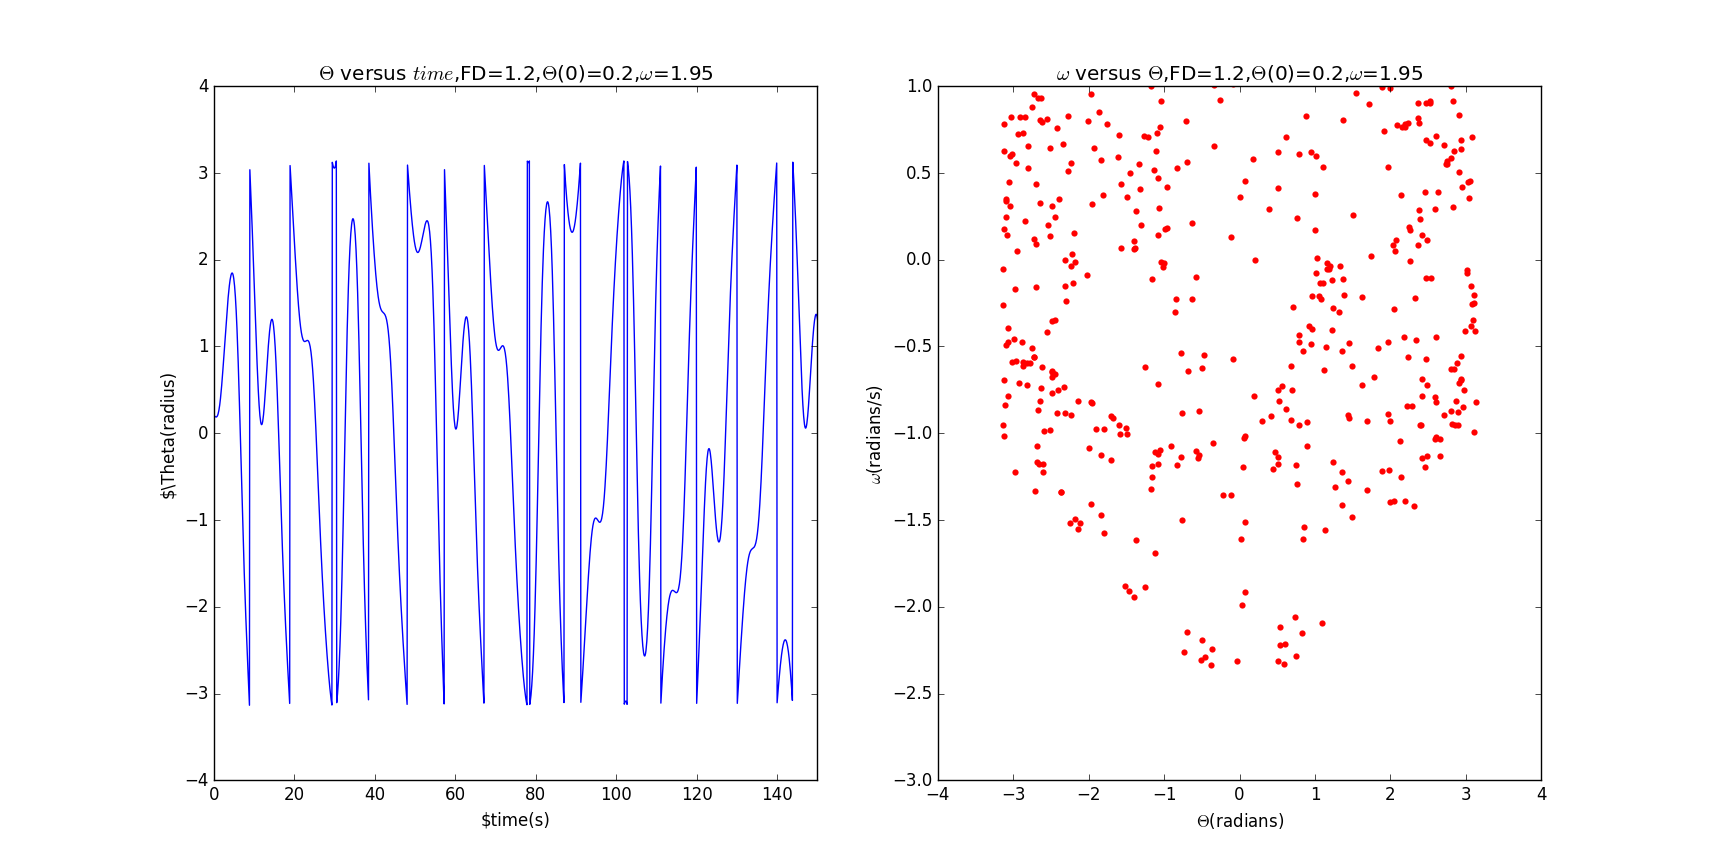 Θ versus time,FD=1.2,Θ(0)=0.2,ω=1.95
4
3
2
1
0
−1
−2
−3
−4
0 20 40 60 80 100 120 140
$\Theta(radius)
$time(s)
ω versus Θ,FD=1.2,Θ(0)=0.2,ω=1.95
1.0
0.5
0.0
−0.5
−1.0
−1.5
−2.0
−2.5
−3.0
−4 −3 −2 −1 0 1 2 3 4
ω(radians/s)
Θ(radians)